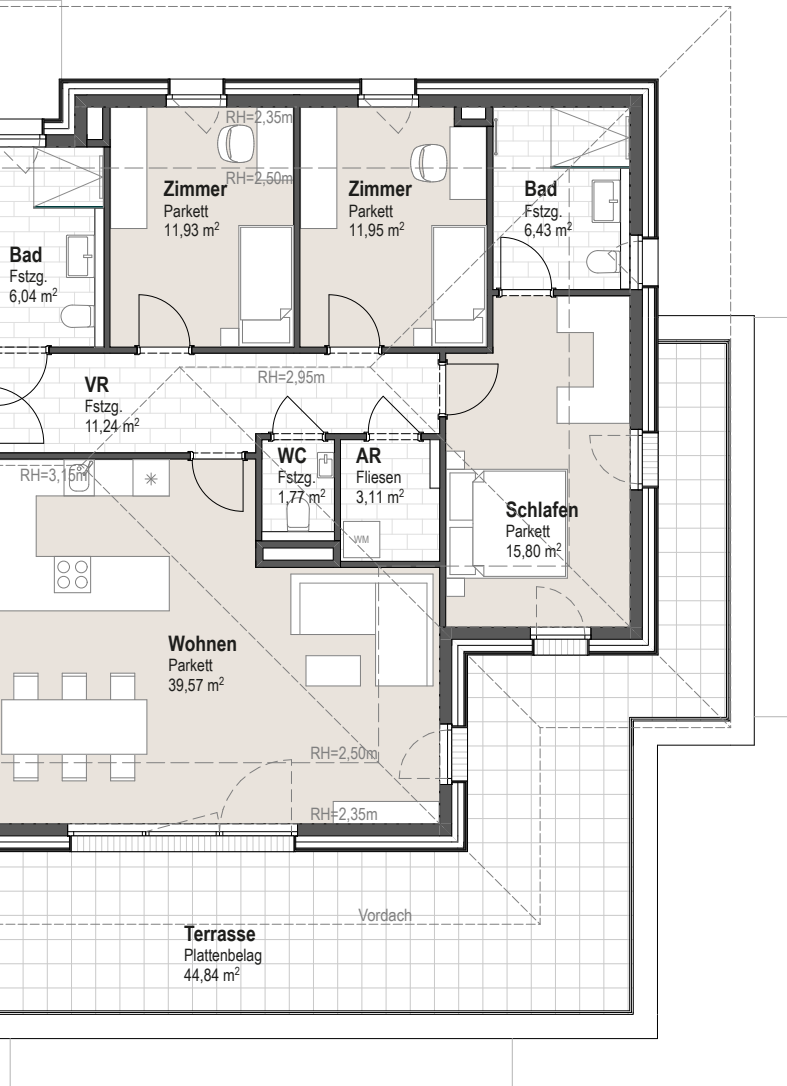 RH=2,35m
RH=2,50m
Zimmer
Parkett
11,93 m²
Zimmer
Parkett
11,95 m²
Bad
Fstzg.
6,43 m²
Bad
Fstzg.
6,04 m²
VR
Fstzg.
11,24 m²
RH=2,95m
RH=3,15m
WC
Fstzg.
1,77 m²
AR
Fliesen
3,11 m²
WM
Schlafen
Parkett
15,80 m²
Wohnen
Parkett
39,57 m²
RH=2,50m
RH=2,35m
Vordach
Terrasse
Plattenbelag
44,84 m²